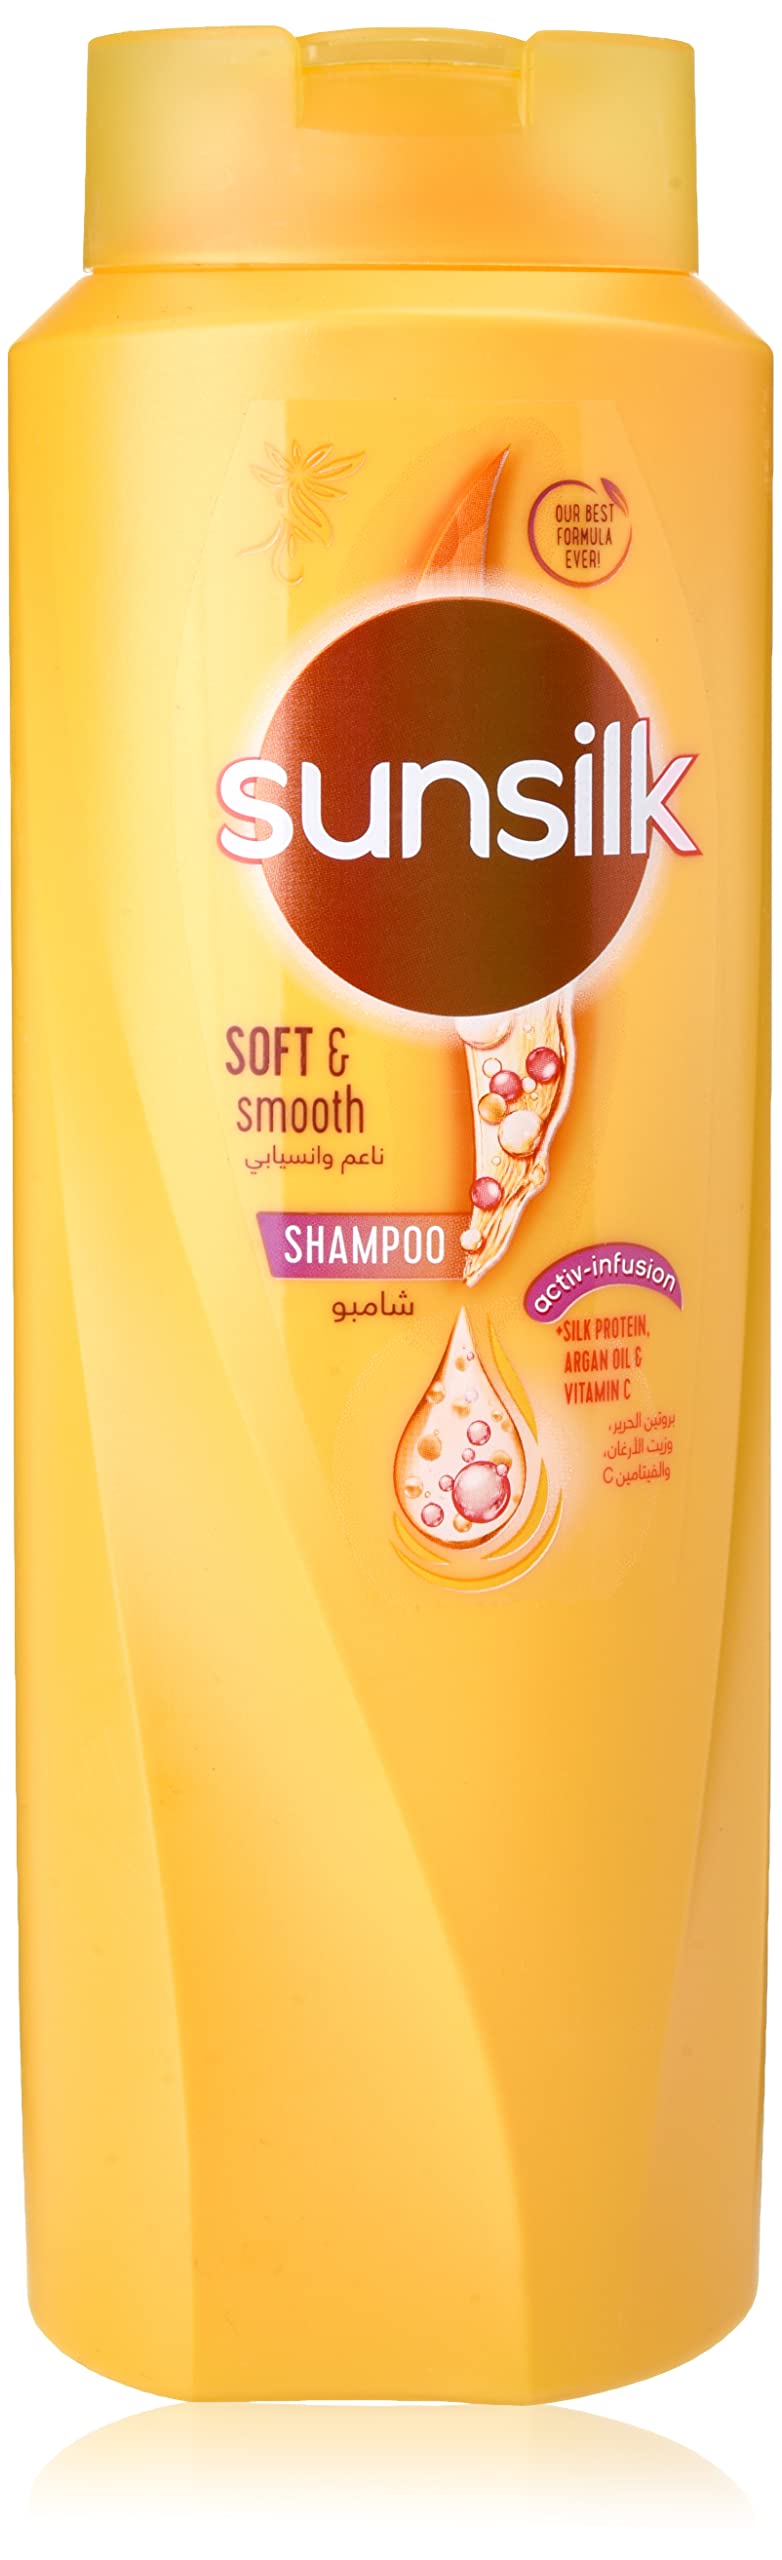 OUR BEST
FORMULA
EVER!
sunsilk
SOFT &
smooth
ناعم وانسيابي
SHAMPOO
شامبو
activ-infusion
+SILK PROTEIN,
ARGAN OIL &
VITAMIN C
بروتين الحرير،
وزيت الأرغان،
والفيتامين C